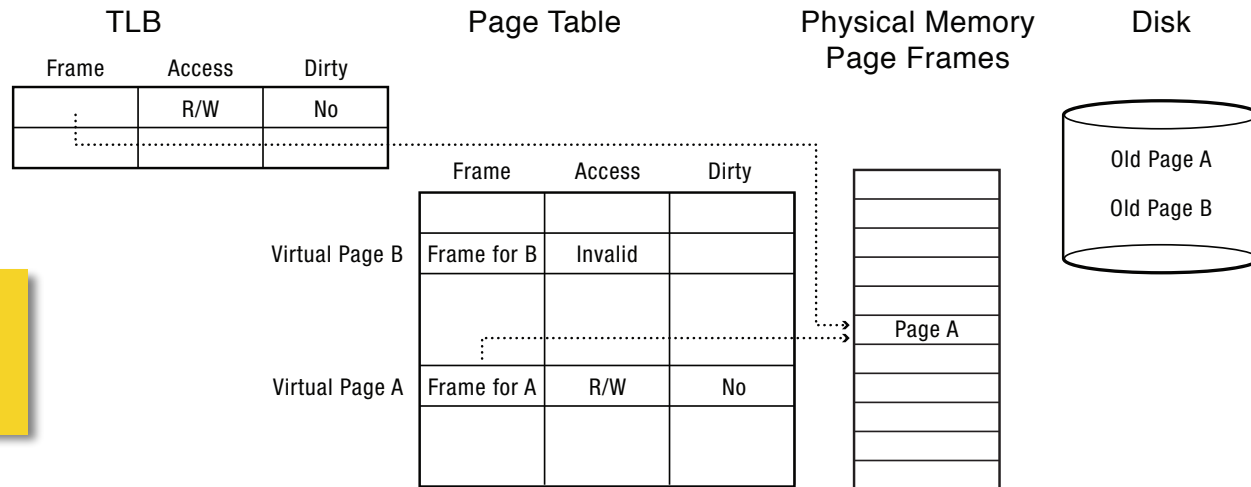 TLB
Page Table
Physical Memory
Page Frames
Disk
Frame Access Dirty
R/W No
Old Page A
Old Page B
Frame Access Dirty
Virtual Page B Frame for B Invalid
Page A
Virtual Page A Frame for A R/W No